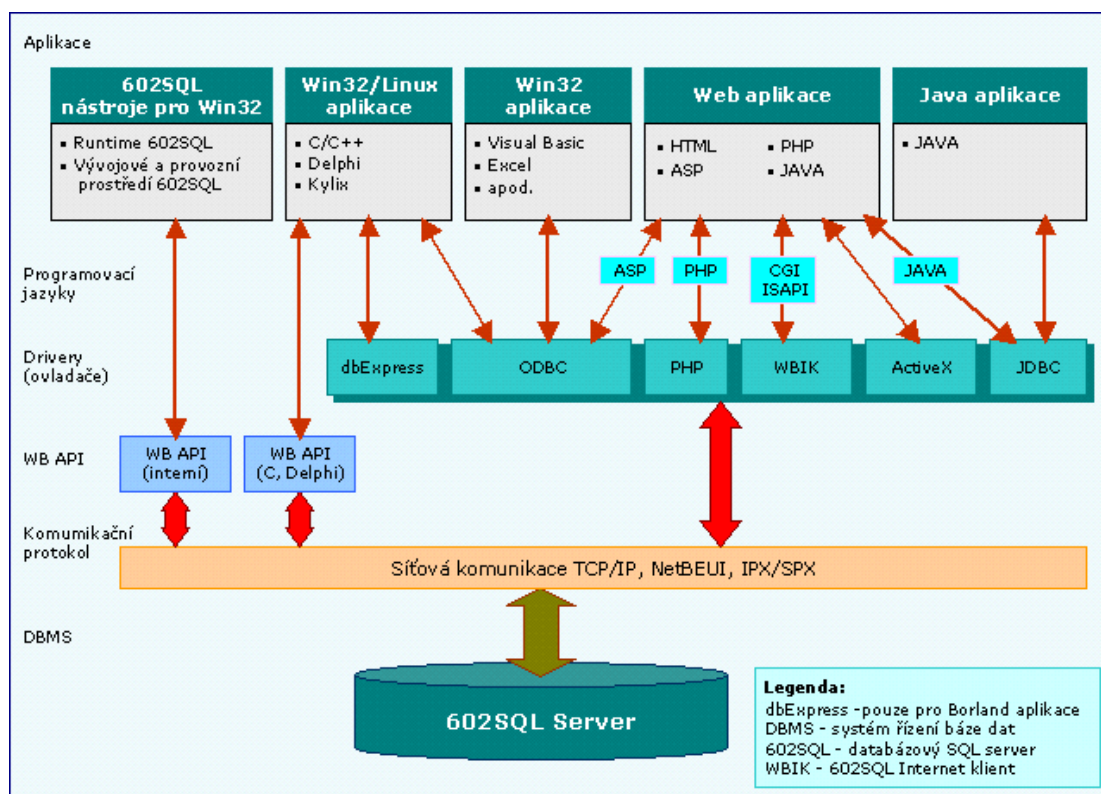 Aplikace
602SQL
nástroje pro Win32
▪ Runtime 602SQL
▪ Vývojové a provozní
prostředí 602SQL
Win32/Linux
aplikace
▪ C/C++
▪ Delphi
▪ Kylix
Win32
aplikace
▪ Visual Basic
▪ Excel
▪ apod.
Web aplikace
▪ HTML
▪ ASP
▪ PHP
▪ JAVA
Java aplikace
▪ JAVA
Programovací
jazyky
ASP
PHP
CGI
ISAPI
JAVA
Drivery
(ovladače)
dbExpress
ODBC
PHP
WBIK
ActiveX
JDBC
WB API
WB API
(interní)
WB API
(C, Delphi)
Komunikační
protokol
Síťová komunikace TCP/IP, NetBEUI, IPX/SPX
DBMS
602SQL Server
Legenda:
dbExpress -pouze pro Borland aplikace
DBMS - systém řízení báze dat
602SQL - databázový SQL server
WBIK - 602SQL Internet klient